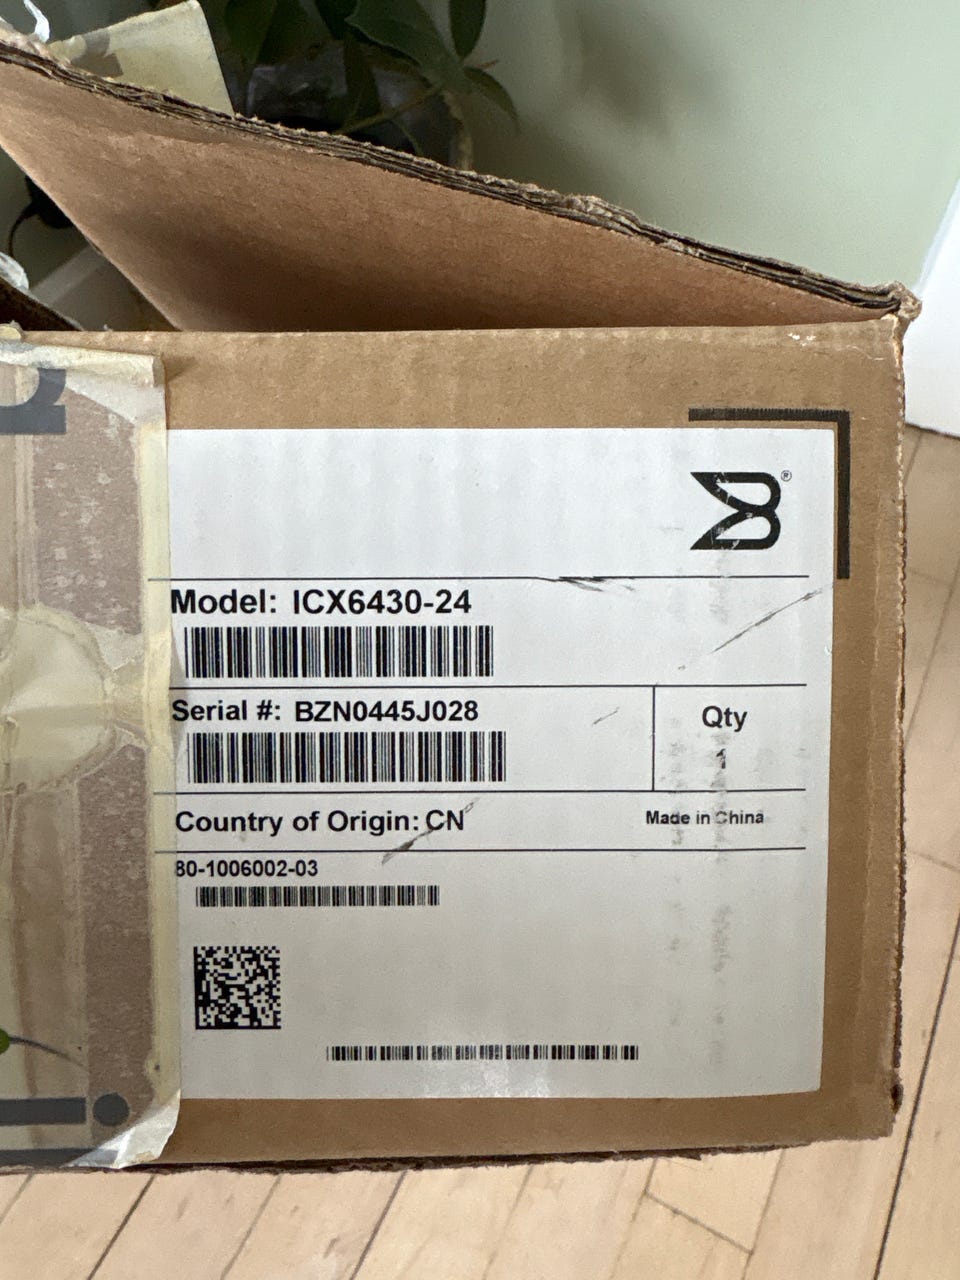 ®
Model: ICX6430-24
Serial #: BZN0445J028
Qty
1
Country of Origin: CN
Made in China
80-1006002-03